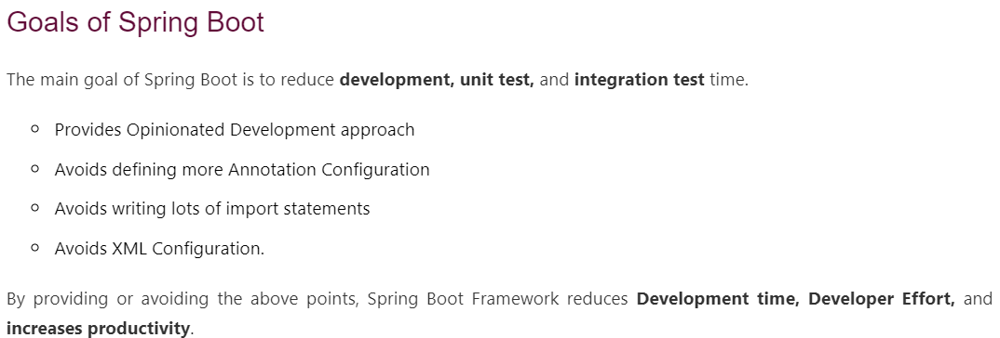 Goals of Spring Boot
The main goal of Spring Boot is to reduce development, unit test, and integration test time.
Provides Opinionated Development approach
Avoids defining more Annotation Configuration
Avoids writing lots of import statements
Avoids XML Configuration.
By providing or avoiding the above points, Spring Boot Framework reduces Development time, Developer Effort, and
increases productivity.